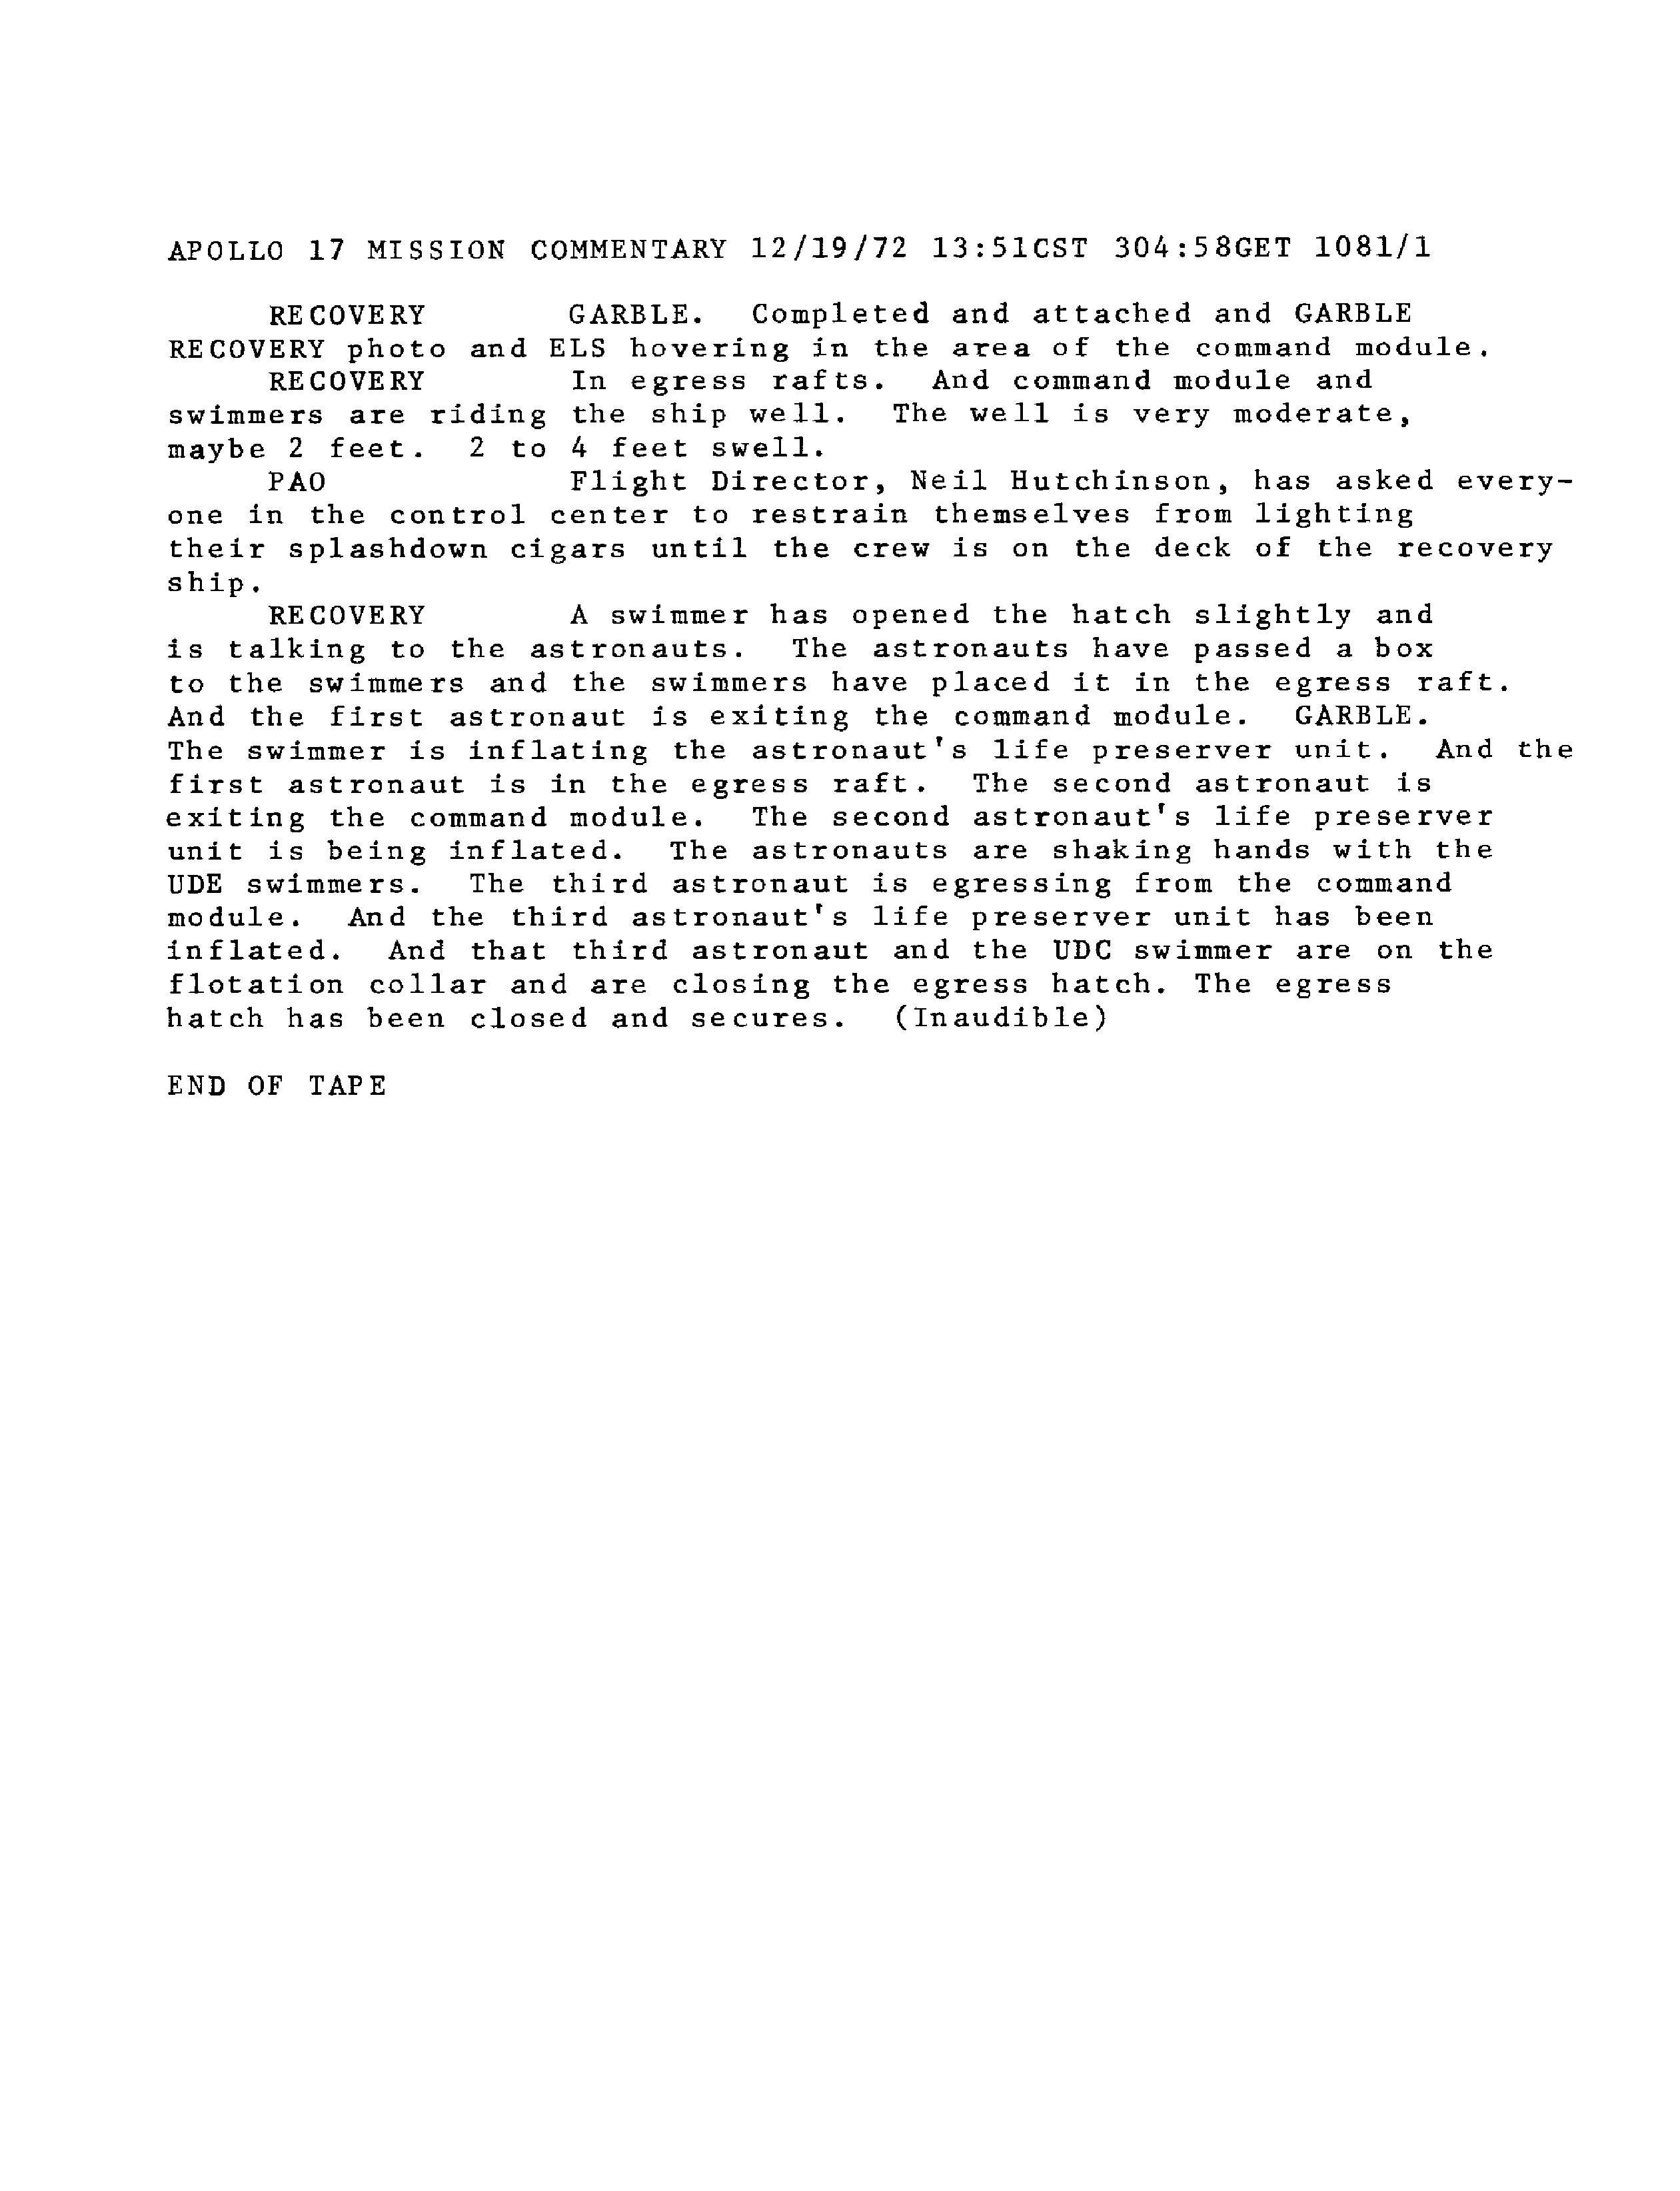 APOLLO 17 MISSION COMMENTARY 12/19/72 13:51CST 304:58GET 1081/1
RECOVERY GARBLE. Completed and attached and GARBLE
RECOVERY photo and ELS hovering in the area of the command module.
RECOVERY In egress rafts. And command module and
swimmers are riding the ship well. The well is very moderate,
maybe 2 feet. 2 to 4 feet swell.
PAO Flight Director, Neil Hutchinson, has asked every-
one in the control center to restrain themselves from lighting
their splashdown cigars until the crew is on the deck of the recovery
ship.
RECOVERY A swimmer has opened the hatch slightly and
is talking to the astronauts. The astronauts have passed a box
to the swimmers and the swimmers have placed it in the egress raft.
And the first astronaut is exiting the command module. GARBLE.
The swimmer is inflating the astronaut's life preserver unit. And the
first astronaut is in the egress raft. The second astronaut is
exiting the command module. The second astronaut's life preserver
unit is being inflated. The astronauts are shaking hands with the
UDE swimmers. The third astronaut is egressing from the command
module. And the third astronaut's life preserver unit has been
inflated. And that third astronaut and the UDC swimmer are on the
flotation collar and are closing the egress hatch. The egress
hatch has been closed and secures. (Inaudible)
END OF TAPE